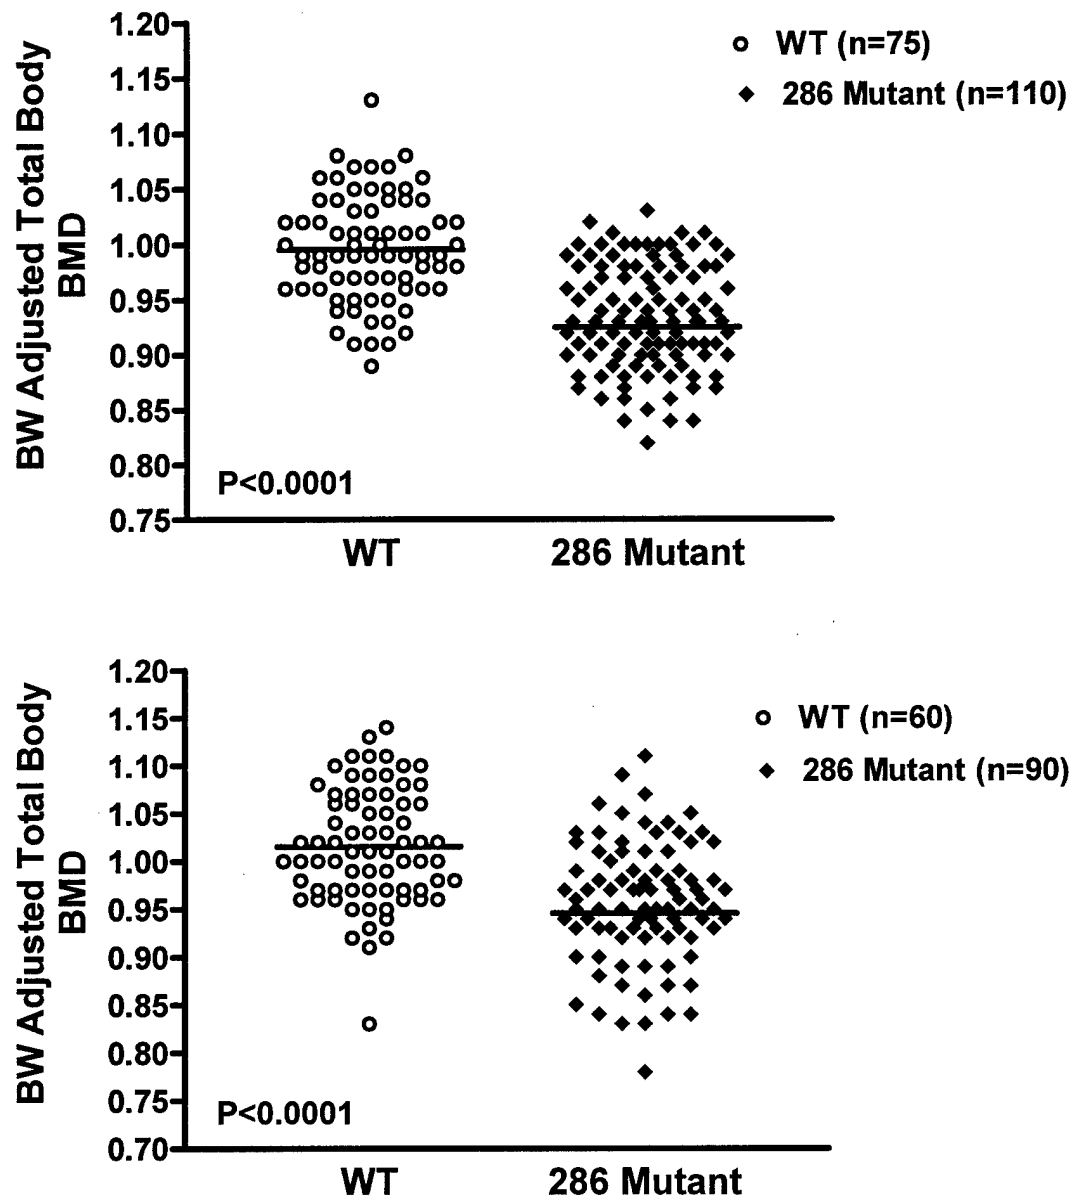 BW Adjusted Total Body
BMD
1.20
1.15
1.10
1.05
1.00
0.95
0.90
0.85
0.80
0.75
WT (n=75)
286 Mutant (n=110)
P<0.0001
WT
286 Mutant
BW Adjusted Total Body
BMD
1.20
1.15
1.10
1.05
1.00
0.95
0.90
0.85
0.80
0.75
0.70
WT (n=60)
286 Mutant (n=90)
P<0.0001
WT
286 Mutant